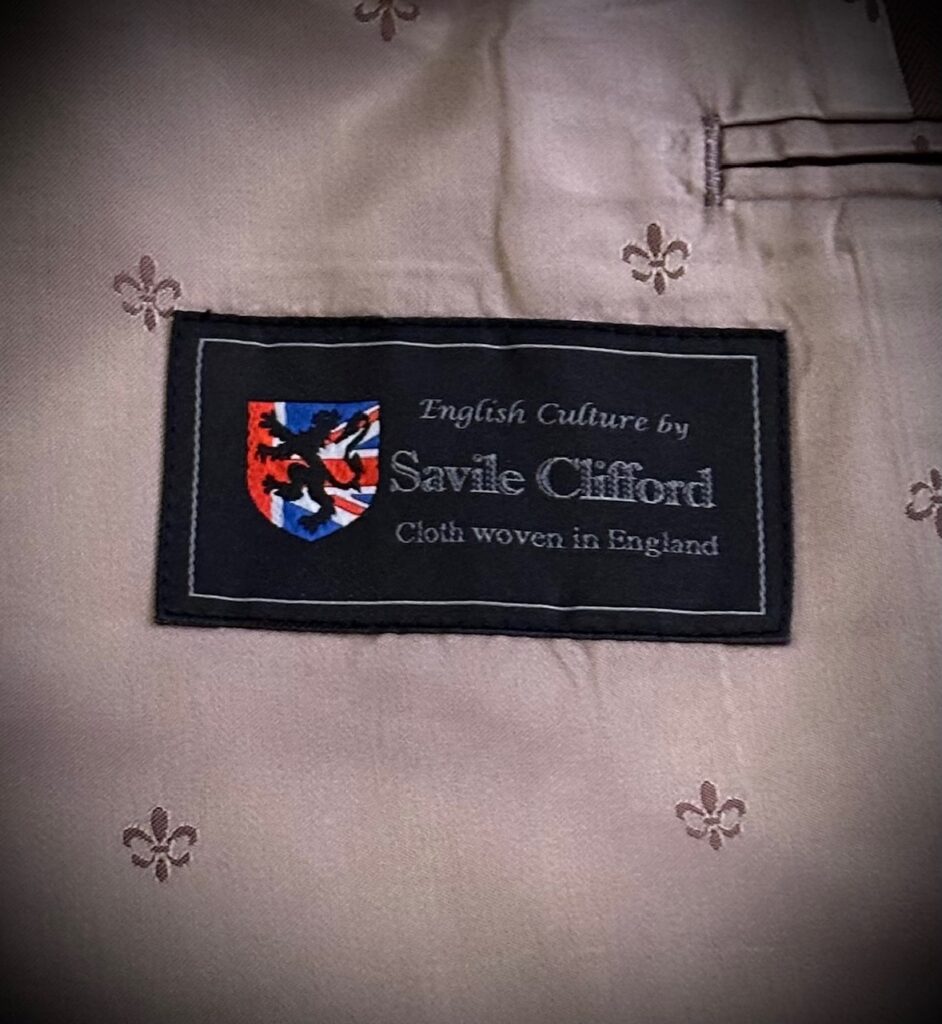 English Culture by
Savile Clifford
Cloth woven in England